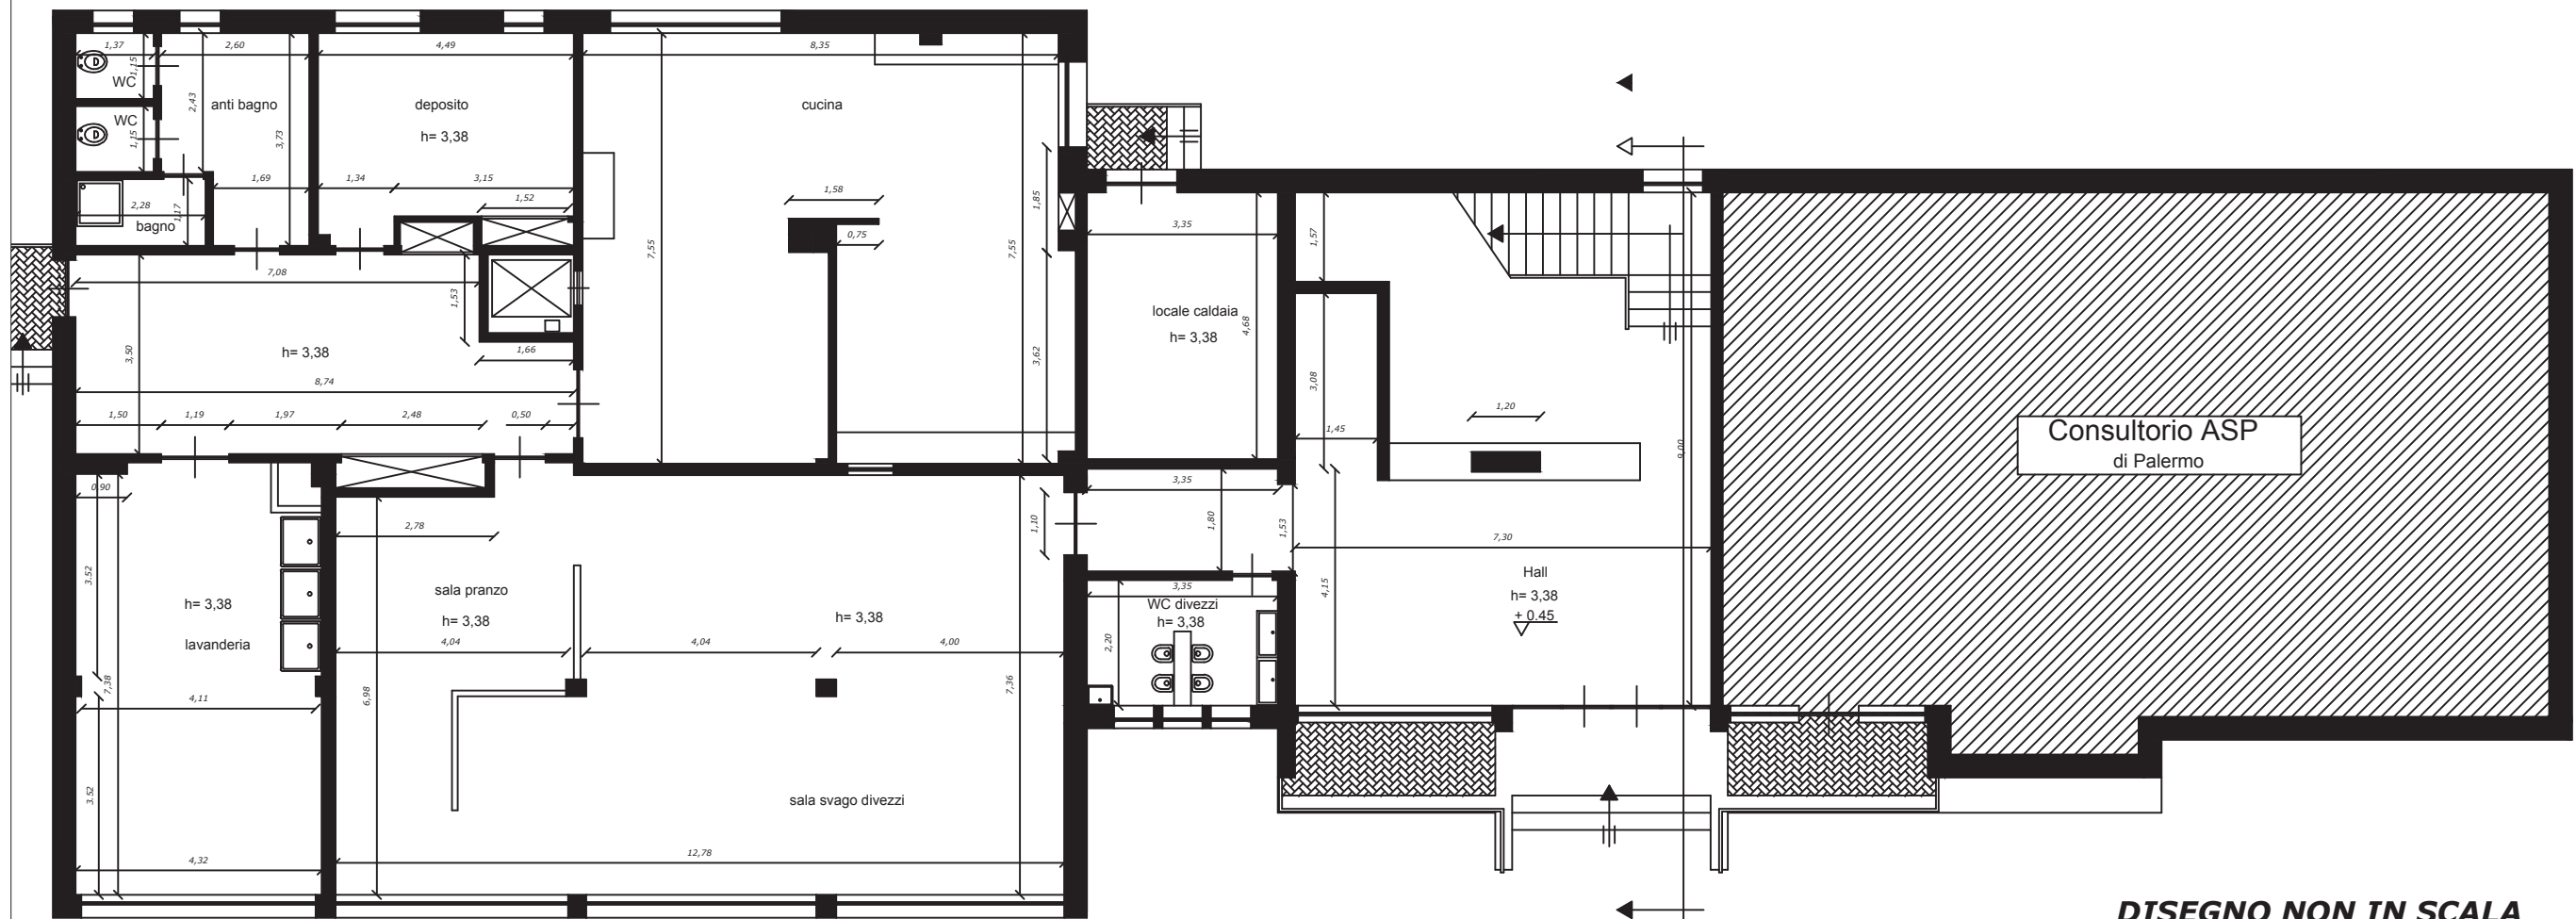 1,37
2,60
4,49
8,35
1,15
WC
2,43
anti bagno
deposito
cucina
h= 3,38
WC
1,15
3,73
1,69
1,34
3,15
1,52
1,58
1,85
2,28
1,17
bagno
0,75
3,35
1,57
7,55
7,55
7,08
1,53
locale caldaia
h= 3,38
4,68
3,50
h= 3,38
1,66
3,62
3,08
8,74
1,50
1,19
1,97
2,48
0,50
1,20
1,45
9,00
Consultorio ASP
di Palermo
0,90
3,35
2,78
1,10
1,80
1,53
7,30
3.52
sala pranzo
h= 3,38
h= 3,38
lavanderia
h= 3,38
3,35
WC divezzi
h= 3,38
4,15
Hall
h= 3,38
+ 0.45
4,04
4,04
4,00
2,20
7,38
6,98
7,36
4,11
3.52
sala svago divezzi
4,32
12,78
DISEGNO NON IN SCALA